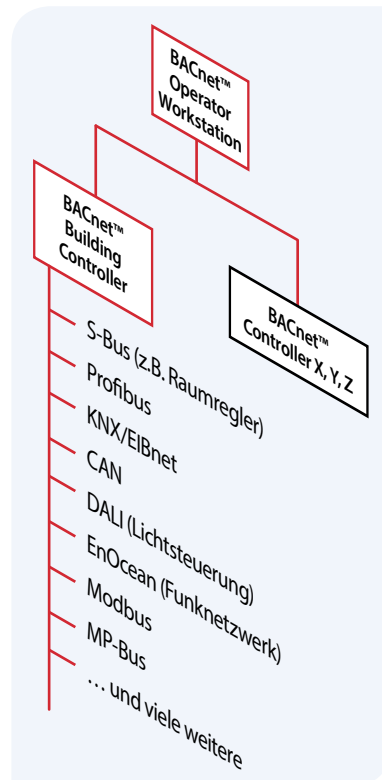 BACnet™
Operator
Workstation
BACnet™
Building
Controller
BACnet™
Controller X, Y, Z
S-Bus (z.B. Raumregler)
Profibus
KNX/EIBnet
CAN
DALI (Lichtsteuerung)
EnOcean (Funknetzwerk)
Modbus
MP-Bus
… und viele weitere